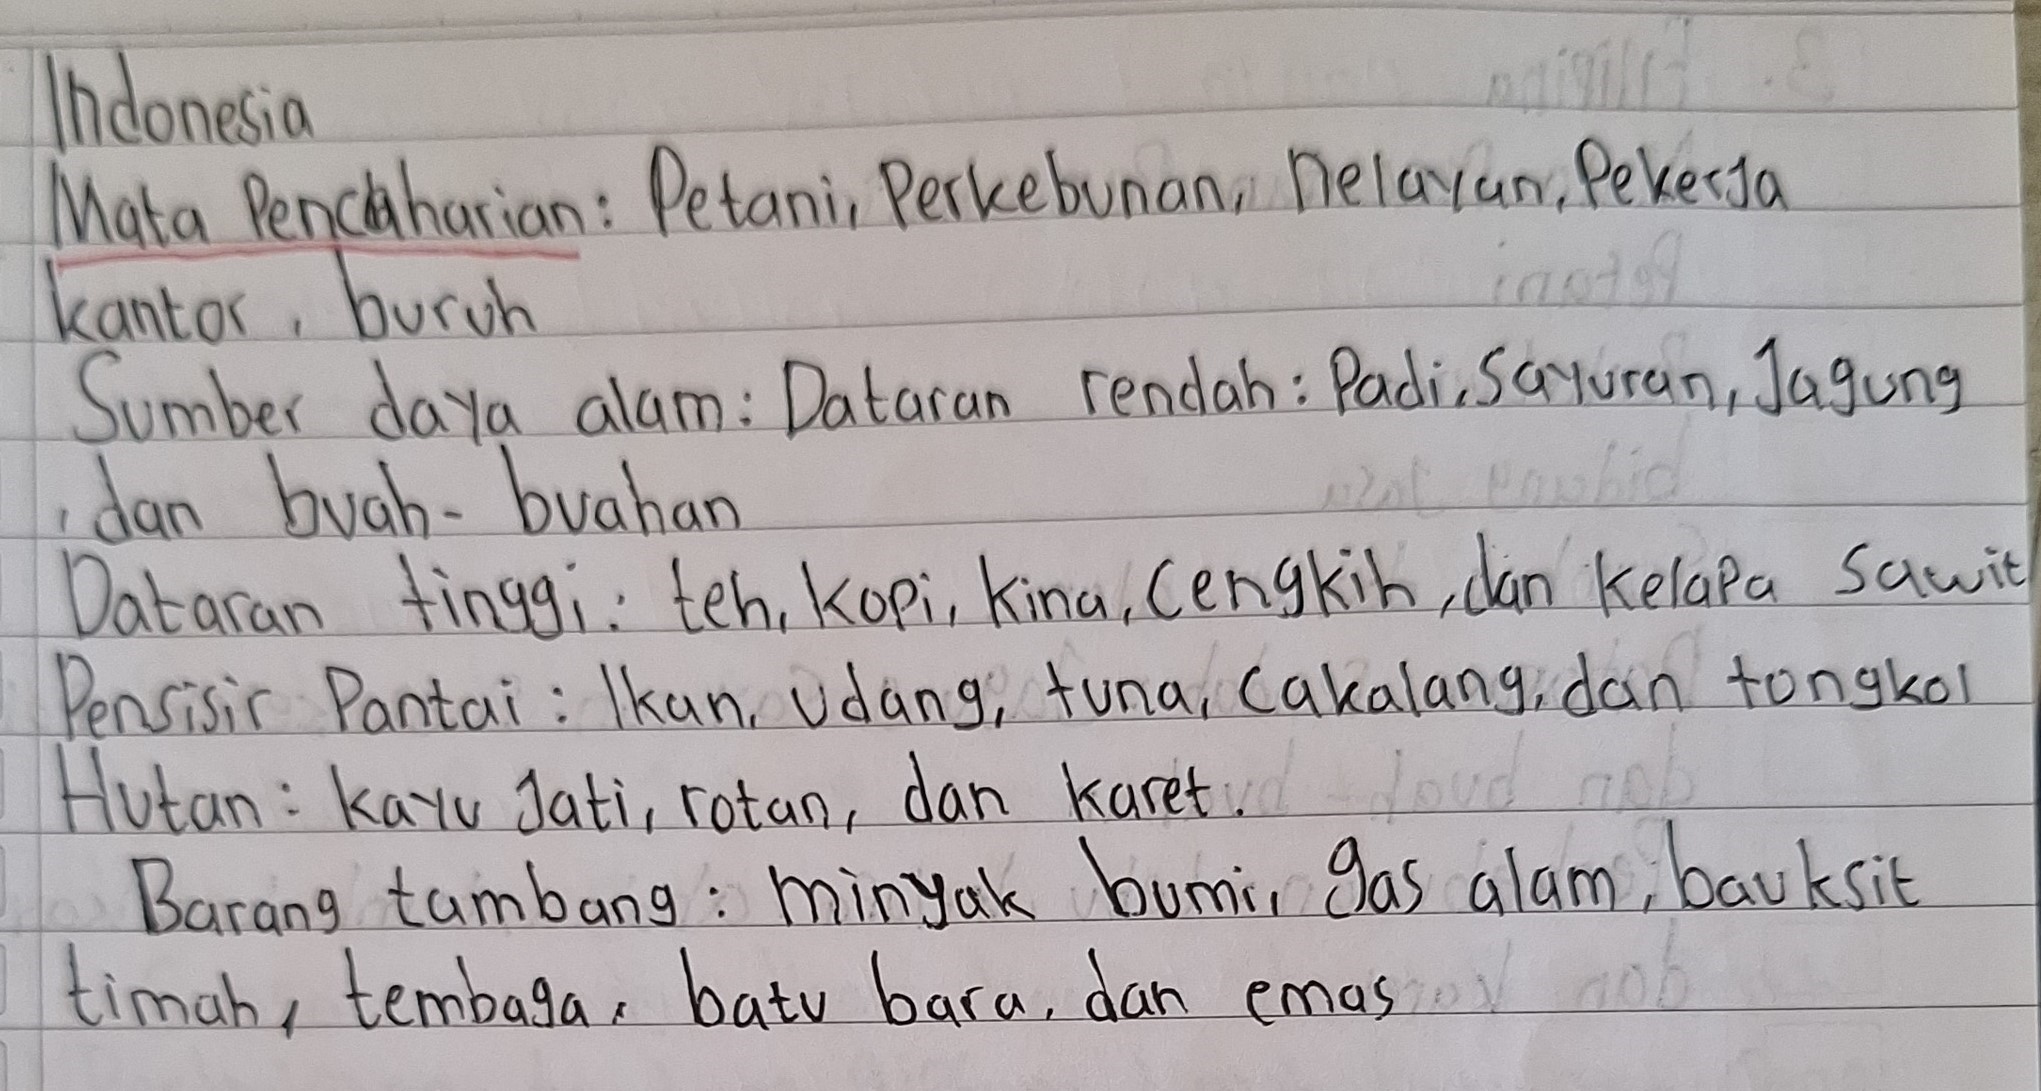 Indonesia
Mata Pencaharian: Petani, Perkebunan, nelayan, Pekerja
kantor, buruh
Sumber daya alam: Dataran rendah: Padi, Sayuran, Jagung
, dan buah-buahan
Dataran tinggi: teh, kopi, kina, Cengkih, dan kelapa sawit
Pensisir Pantai: Ikan, udang, tuna, Cakalang, dan tongkol
Hutan: kayu Jati, rotan, dan karet.
Barang tambang: minyak bumi, gas alam, bauksit
timah, tembaga, batu bara, dan emas